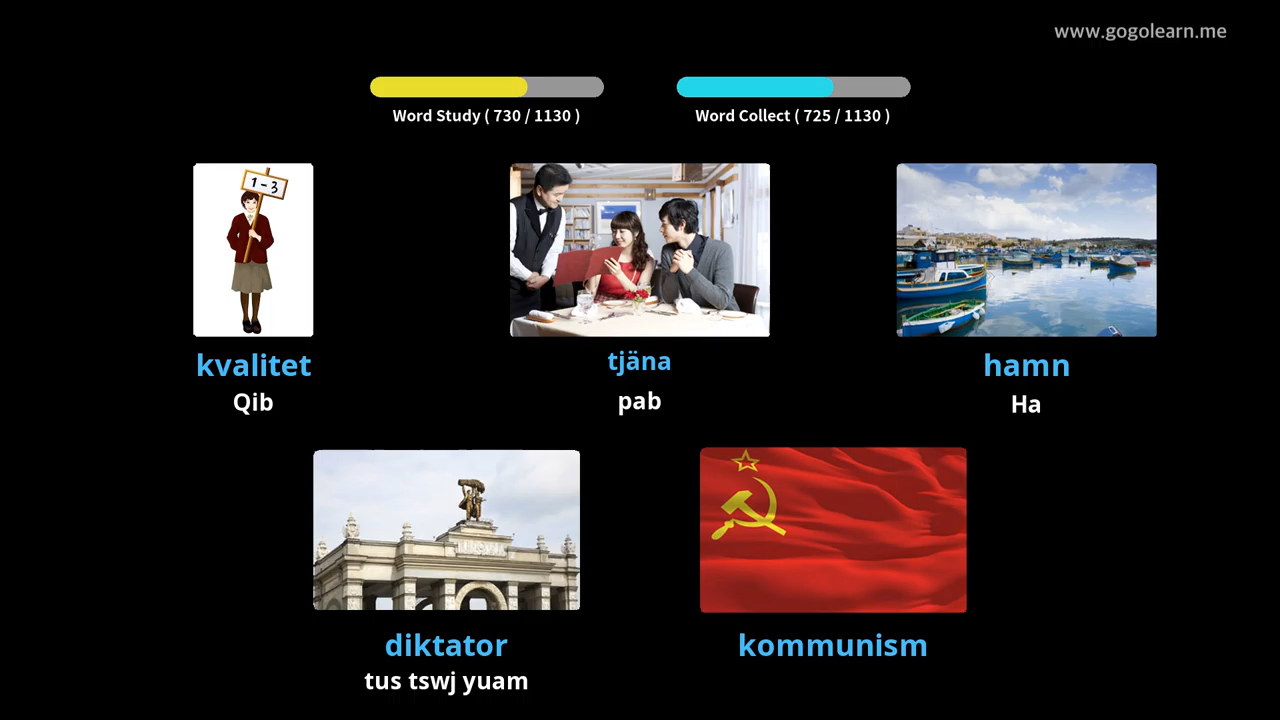 www.gogolearn.me
Word Study ( 730 / 1130 )
Word Collect ( 725 / 1130 )
1-3
kvalitet
Qib
tjäna
pab
hamn
Ha
diktator
tus tswj yuam
kommunism